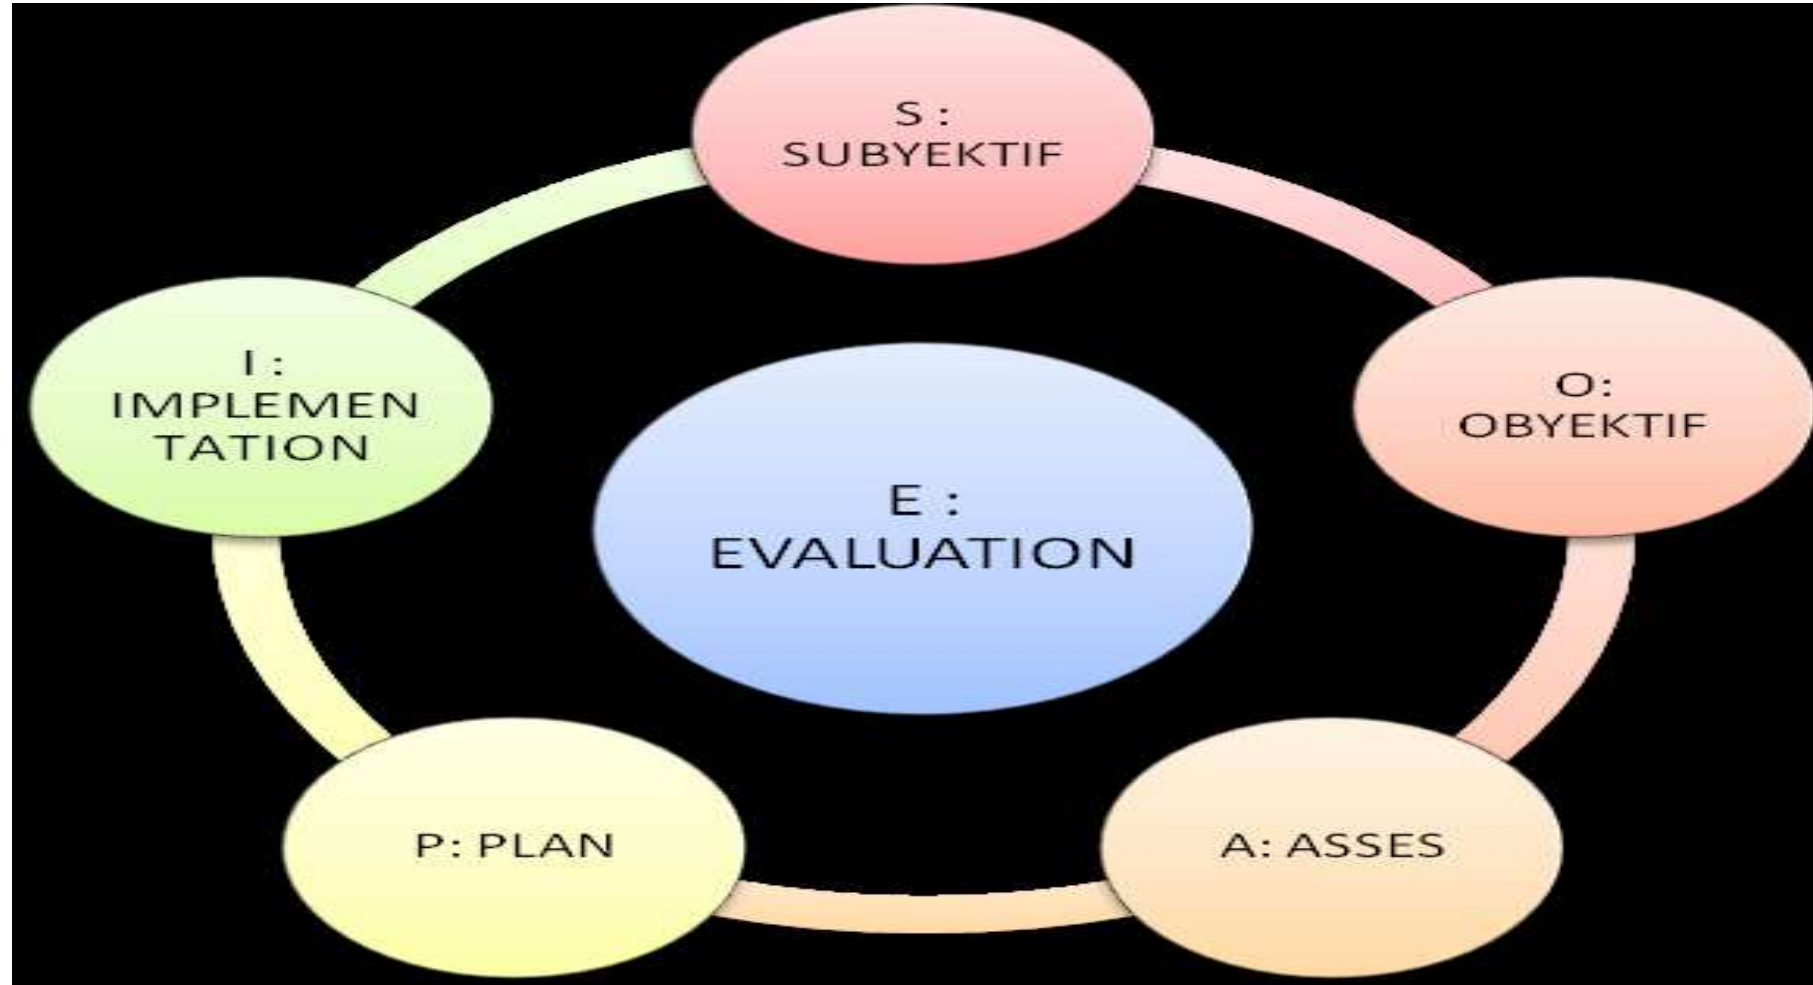 S :
SUBYEKTIF
O:
OBYEKTIF
A: ASSES
P: PLAN
I :
IMPLEMEN
TATION
E :
EVALUATION